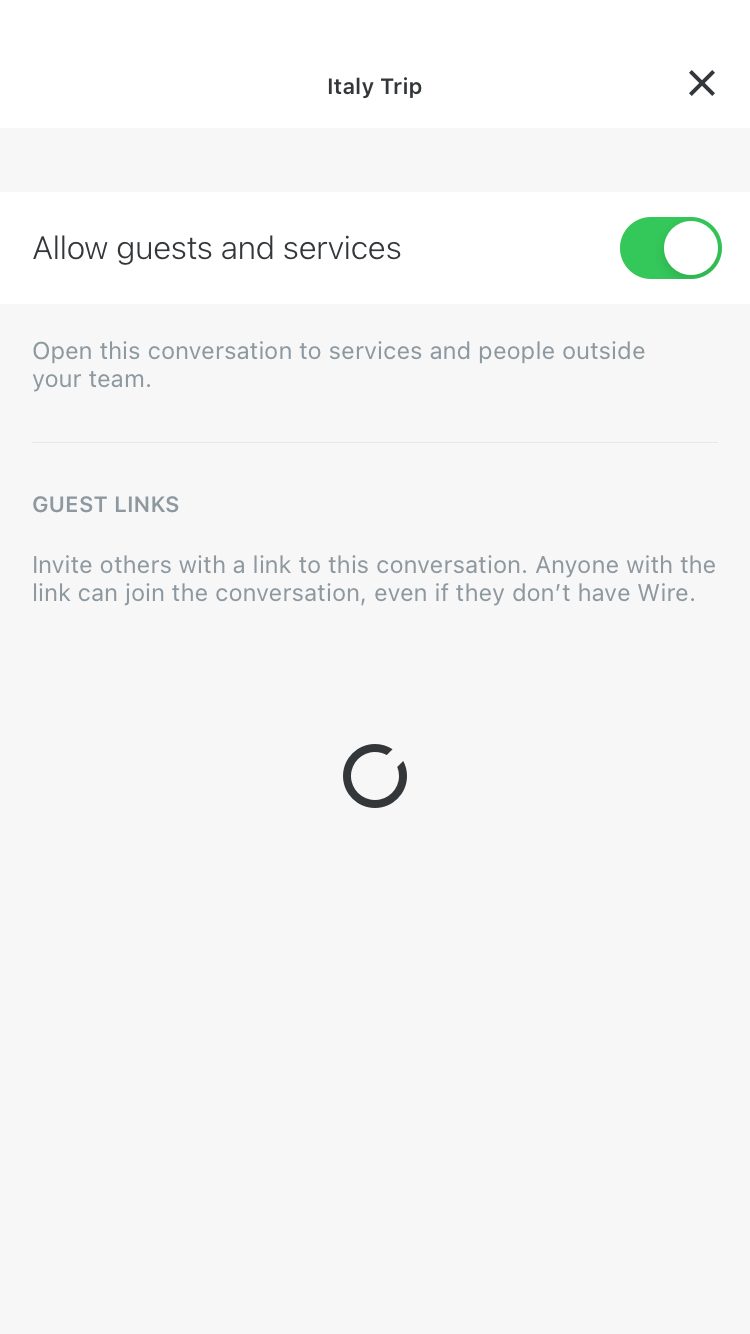 Italy Trip
Allow guests and services
Open this conversation to services and people outside
your team.
GUEST LINKS
Invite others with a link to this conversation. Anyone with the
link can join the conversation, even if they don’t have Wire.